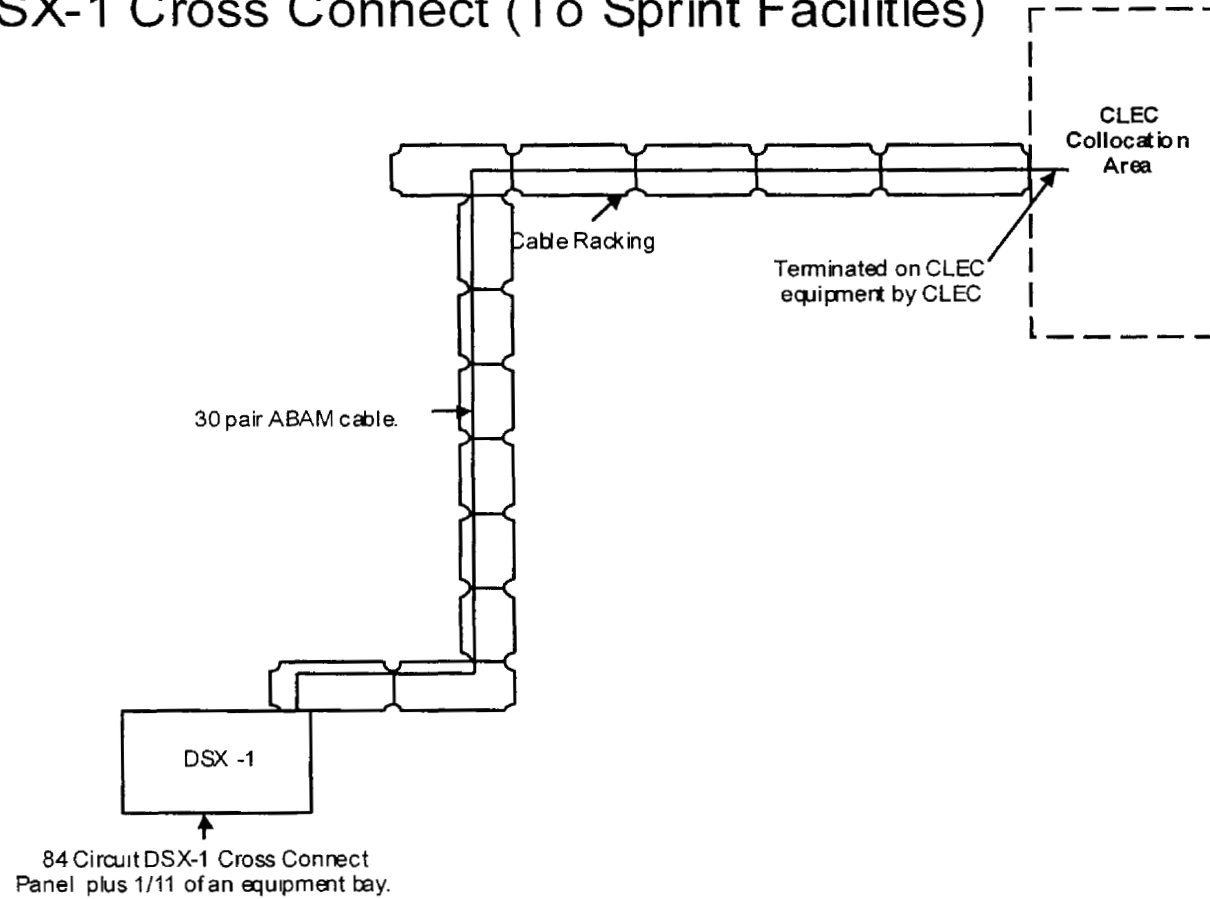 SX-1 Cross Connect (To Sprint Facilities)
CLEC
Collocation
Area
Cable Racking
Terminated on CLEC
equipment by CLEC
30 pair ABAM cable.
DSX -1
84 Circuit DSX-1 Cross Connect
Panel plus 1/11 of an equipment bay.